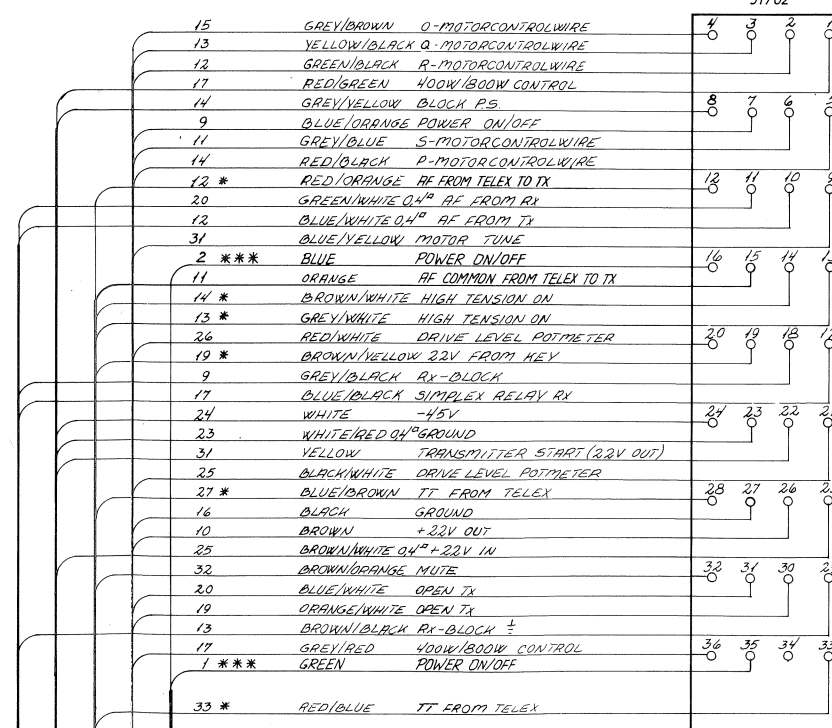 15 GREY/BROWN O-MOTORCONTROLWIRE 4 3 2
13 YELLOW/BLACK Q-MOTORCONTROLWIRE
12 GREEN/BLACK R-MOTORCONTROLWIRE
17 RED/GREEN 400W/800W CONTROL
14 GREY/YELLOW BLOCK P.S. 8 7 6
9 BLUE/ORANGE POWER ON/OFF
11 GREY/BLUE S-MOTORCONTROLWIRE
14 RED/BLACK P-MOTORCONTROLWIRE
12 * RED/ORANGE AF FROM TELEX TO TX 12 11 10
20 GREEN/WHITE 0,4□ AF FROM RX
12 BLUE/WHITE 0,4□ AF FROM TX
31 BLUE/YELLOW MOTOR TUNE
2 *** BLUE POWER ON/OFF 16 15 14
11 ORANGE AF COMMON FROM TELEX TO TX
14 * BROWN/WHITE HIGH TENSION ON
13 * GREY/WHITE HIGH TENSION ON
26 RED/WHITE DRIVE LEVEL POTMETER 20 19 18
19 * BROWN/YELLOW 22V FROM KEY
9 GREY/BLACK RX-BLOCK
17 BLUE/BLACK SIMPLEX RELAY RX
24 WHITE -45V 24 23 22
23 WHITE/RED 0,4□ GROUND
31 YELLOW TRANSMITTER START (22V OUT)
25 BLACK/WHITE DRIVE LEVEL POTMETER
27 * BLUE/BROWN TT FROM TELEX 28 27 26
16 BLACK GROUND
10 BROWN +22V OUT
25 BROWN/WHITE 0,4□ +22V IN
32 BROWN/ORANGE MUTE 32 31 30
20 BLUE/WHITE OPEN TX
19 ORANGE/WHITE OPEN TX
13 BROWN/BLACK RX-BLOCK ⏚
17 GREY/RED 400W/800W CONTROL 36 35 34 33
1 *** GREEN POWER ON/OFF
33 * RED/BLUE TT FROM TELEX